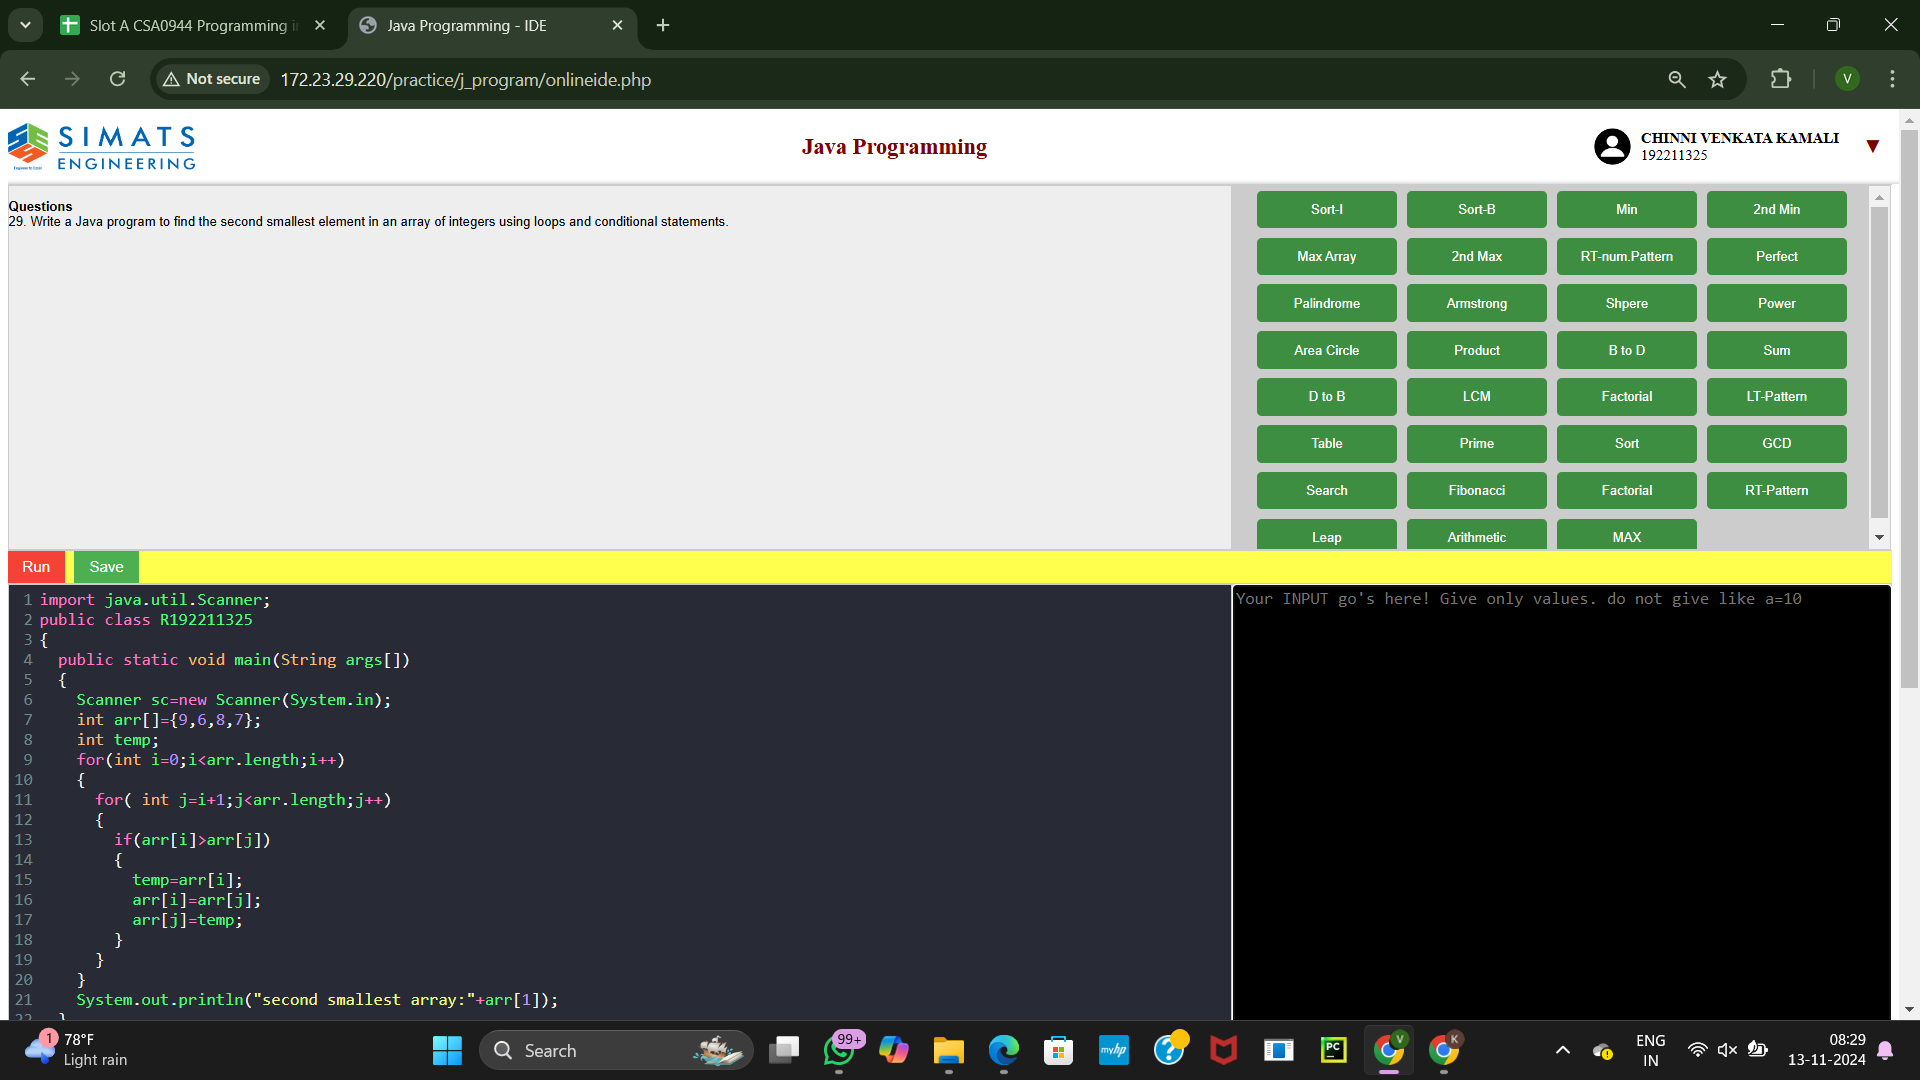 Slot A CSA0944 Programming i
Java Programming - IDE
Not secure
172.23.29.220/practice/j_program/onlineide.php
V
SIMATS
ENGINEERING
Java Programming
CHINNI VENKATA KAMALI
192211325
Questions
29. Write a Java program to find the second smallest element in an array of integers using loops and conditional statements.
Sort-I
Sort-B
Min
2nd Min
Max Array
2nd Max
RT-num.Pattern
Perfect
Palindrome
Armstrong
Shpere
Power
Area Circle
Product
B to D
Sum
D to B
LCM
Factorial
LT-Pattern
Table
Prime
Sort
GCD
Search
Fibonacci
Factorial
RT-Pattern
Leap
Arithmetic
MAX
Run
Save
1 import java.util.Scanner;
2 public class R192211325
3 {
4 public static void main(String args[])
5 {
6 Scanner sc=new Scanner(System.in);
7 int arr[]={9,6,8,7};
8 int temp;
9 for(int i=0;i<arr.length;i++)
10 {
11 for( int j=i+1;j<arr.length;j++)
12 {
13 if(arr[i]>arr[j])
14 {
15 temp=arr[i];
16 arr[i]=arr[j];
17 arr[j]=temp;
18 }
19 }
20 }
21 System.out.println("second smallest array:"+arr[1]);
22 }
Your INPUT go's here! Give only values. do not give like a=10
1
78°F
Light rain
Search
99+
myhp
PC
V
K
ENG
IN
08:29
13-11-2024